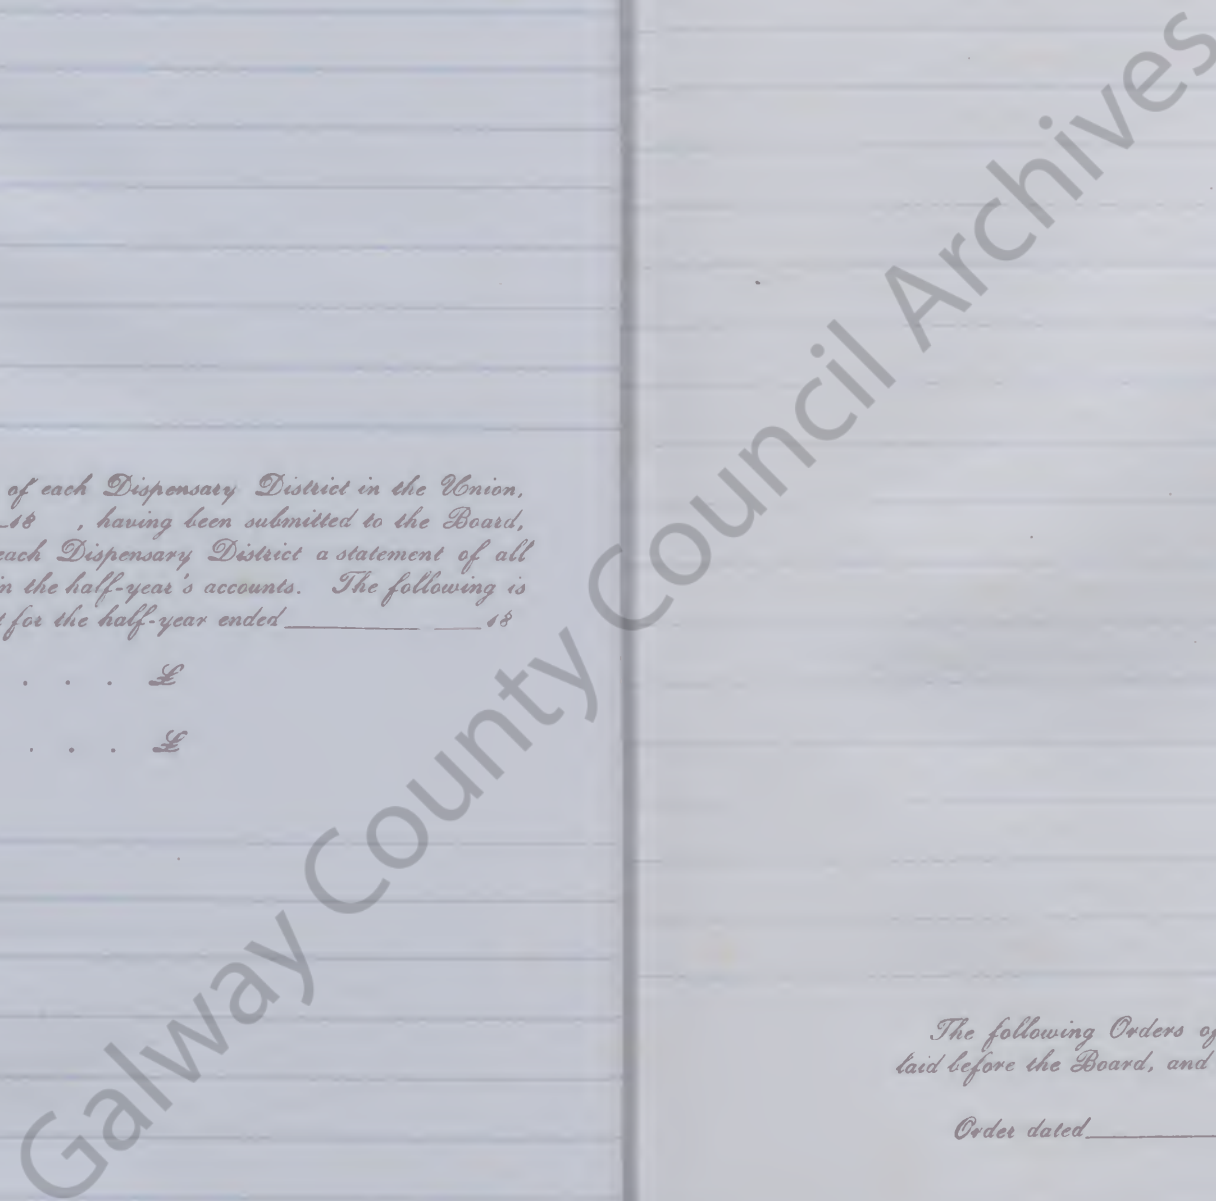 of each Dispensary District in the Union,
18 , having been submitted to the Board,
each Dispensary District a statement of all
n the half-year's accounts. The following is
t for the half-year ended 18
. . . £
. . . £
The following Orders of
laid before the Board, and
Order dated
Galway County Council Archives